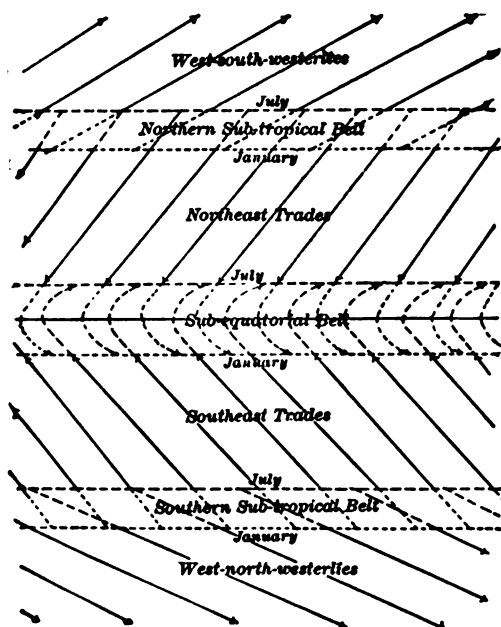 West-south-westerlies
July
Northern Sub-tropical Belt
January
Northeast Trades
July
Sub-equatorial Belt
January
Southeast Trades
July
Southern Sub-tropical Belt
January
West-north-westerlies